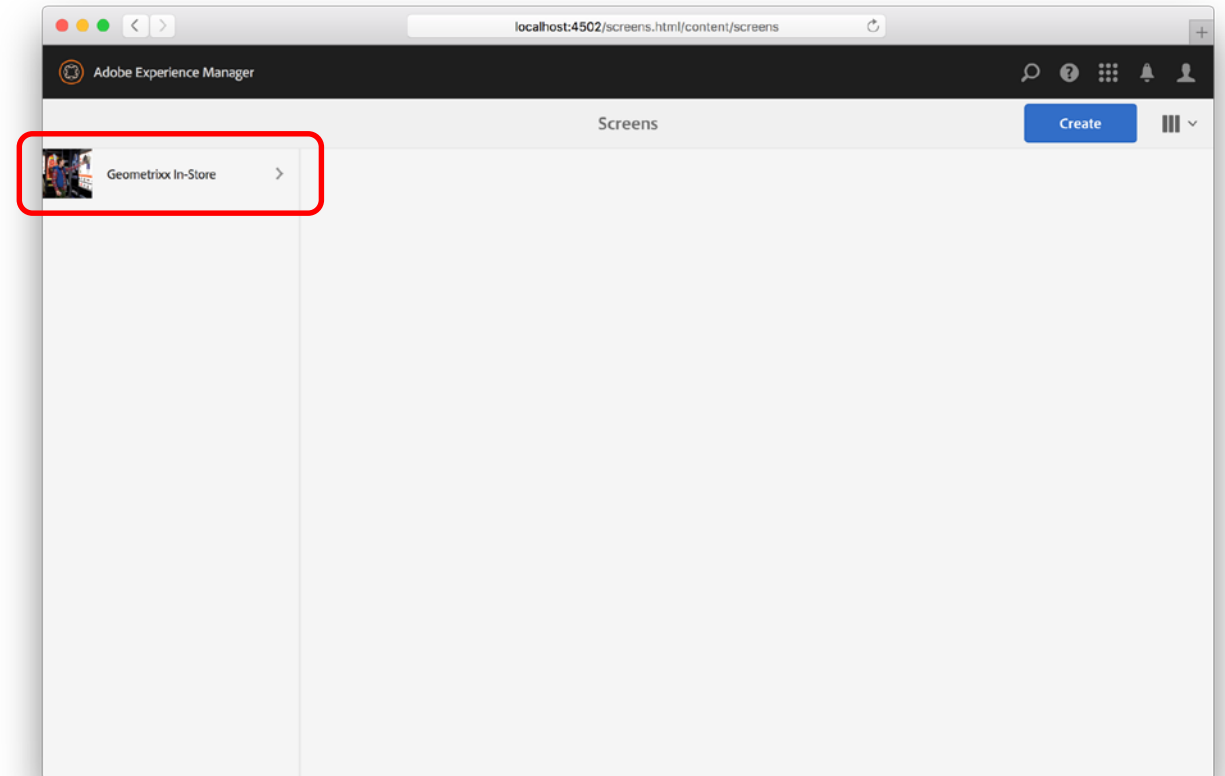 localhost:4502/screens.html/content/screens
Adobe Experience Manager
Screens
Create
Geometrixx In-Store